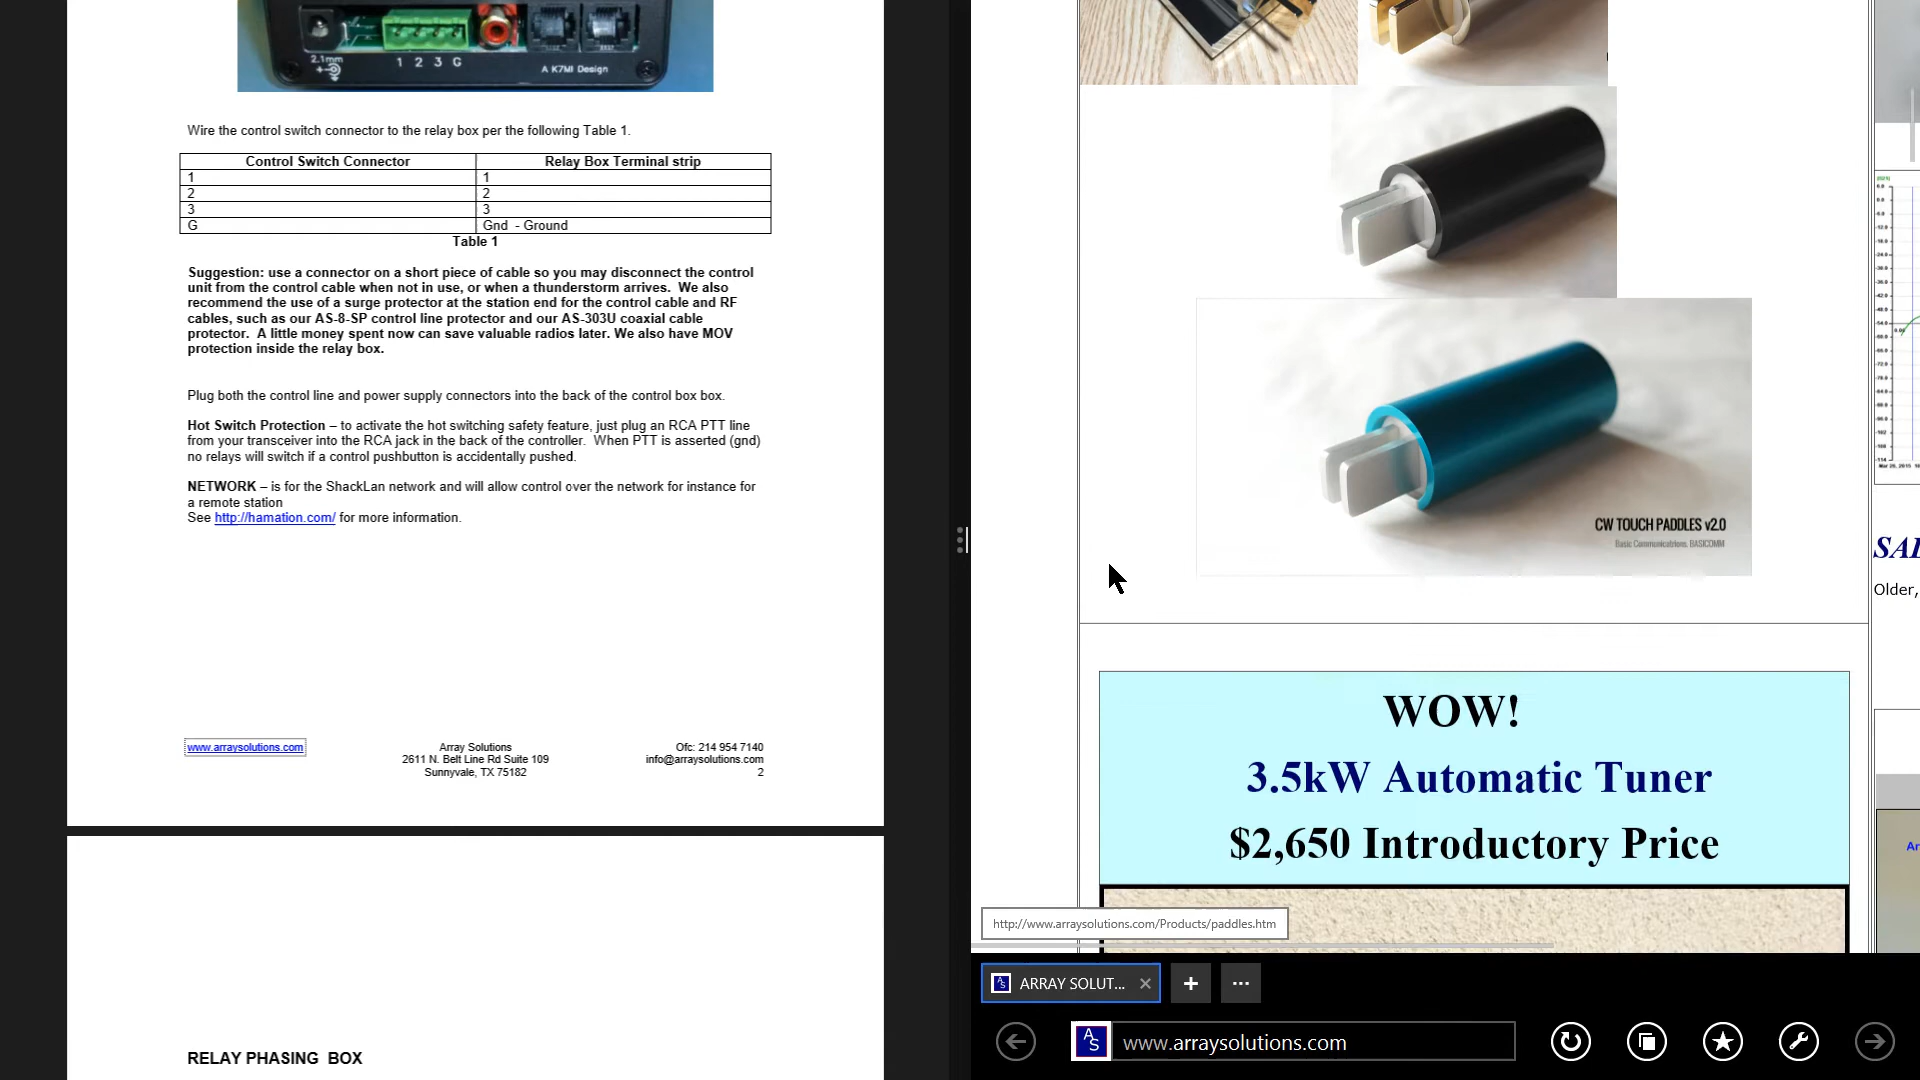 2.1mm
1 2 3 G
A K7MI Design
Wire the control switch connector to the relay box per the following Table 1.
Control Switch Connector Relay Box Terminal strip
1 1
2 2
3 3
G Gnd - Ground
Table 1
Suggestion: use a connector on a short piece of cable so you may disconnect the control
unit from the control cable when not in use, or when a thunderstorm arrives. We also
recommend the use of a surge protector at the station end for the control cable and RF
cables, such as our AS-8-SP control line protector and our AS-303U coaxial cable
protector. A little money spent now can save valuable radios later. We also have MOV
protection inside the relay box.
Plug both the control line and power supply connectors into the back of the control box box.
Hot Switch Protection – to activate the hot switching safety feature, just plug an RCA PTT line
from your transceiver into the RCA jack in the back of the controller. When PTT is asserted (gnd)
no relays will switch if a control pushbutton is accidentally pushed.
NETWORK – is for the ShackLan network and will allow control over the network for instance for
a remote station
See http://hamation.com/ for more information.
www.arraysolutions.com Array Solutions Ofc: 214 954 7140
2611 N. Belt Line Rd Suite 109 info@arraysolutions.com
Sunnyvale, TX 75182 2
RELAY PHASING BOX
CW TOUCH PADDLES v2.0
Basic Communications, BASICOMM
WOW!
3.5kW Automatic Tuner
$2,650 Introductory Price
Older,
http://www.arraysolutions.com/Products/paddles.htm
ARRAY SOLUT...
AS
www.arraysolutions.com